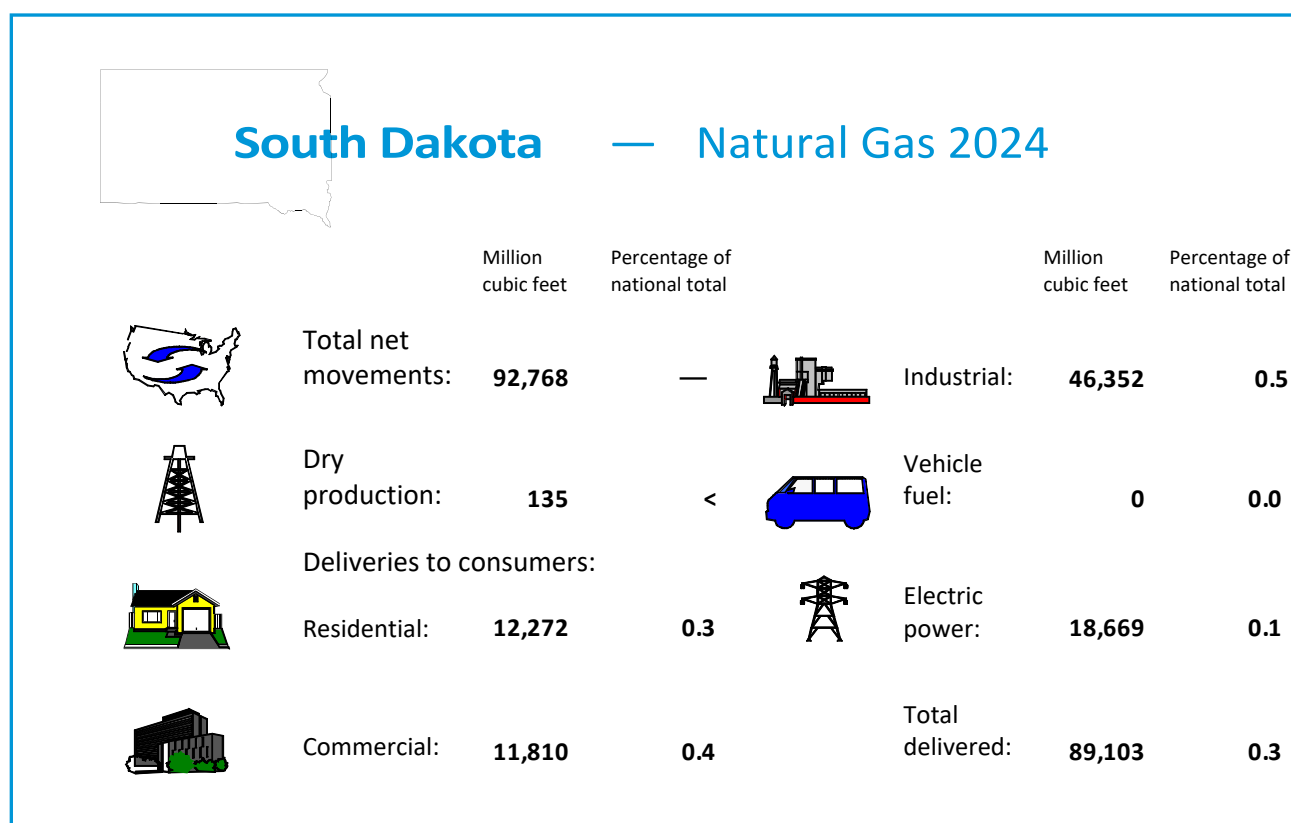 South Dakota — Natural Gas 2024
Million Percentage of Million Percentage of
cubic feet national total cubic feet national total
Total net
movements: 92,768 — Industrial: 46,352 0.5
Dry
production: 135 <
Vehicle
fuel: 0 0.0
Deliveries to consumers:
Residential: 12,272 0.3
Electric
power: 18,669 0.1
Commercial: 11,810 0.4
Total
delivered: 89,103 0.3